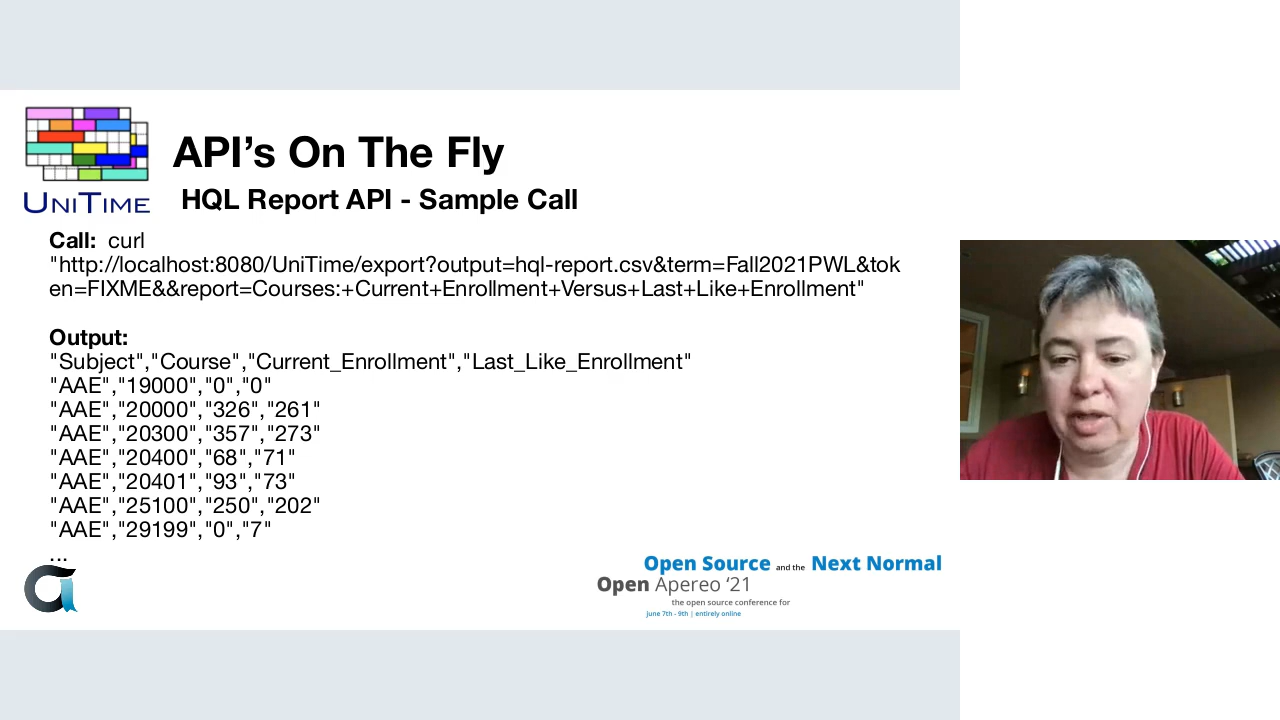 API's On The Fly
UNITIME
HQL Report API - Sample Call
Call: curl
"http://localhost:8080/UniTime/export?output=hql-report.csv&term=Fall2021PWL&tok
en=FIXME&&report=Courses:+Current+Enrollment+Versus+Last+Like+Enrollment"
Output:
"Subject","Course","Current_Enrollment","Last_Like_Enrollment"
"AAE","19000","0","0"
"AAE","20000","326","261"
"AAE","20300","357","273"
"AAE","20400","68","71"
"AAE","20401","93","73"
"AAE","25100","250","202"
"AAE","29199","0","7"
...
Open Source and the Next Normal
Open Apereo ‘21
the open source conference for
june 7th - 9th | entirely online